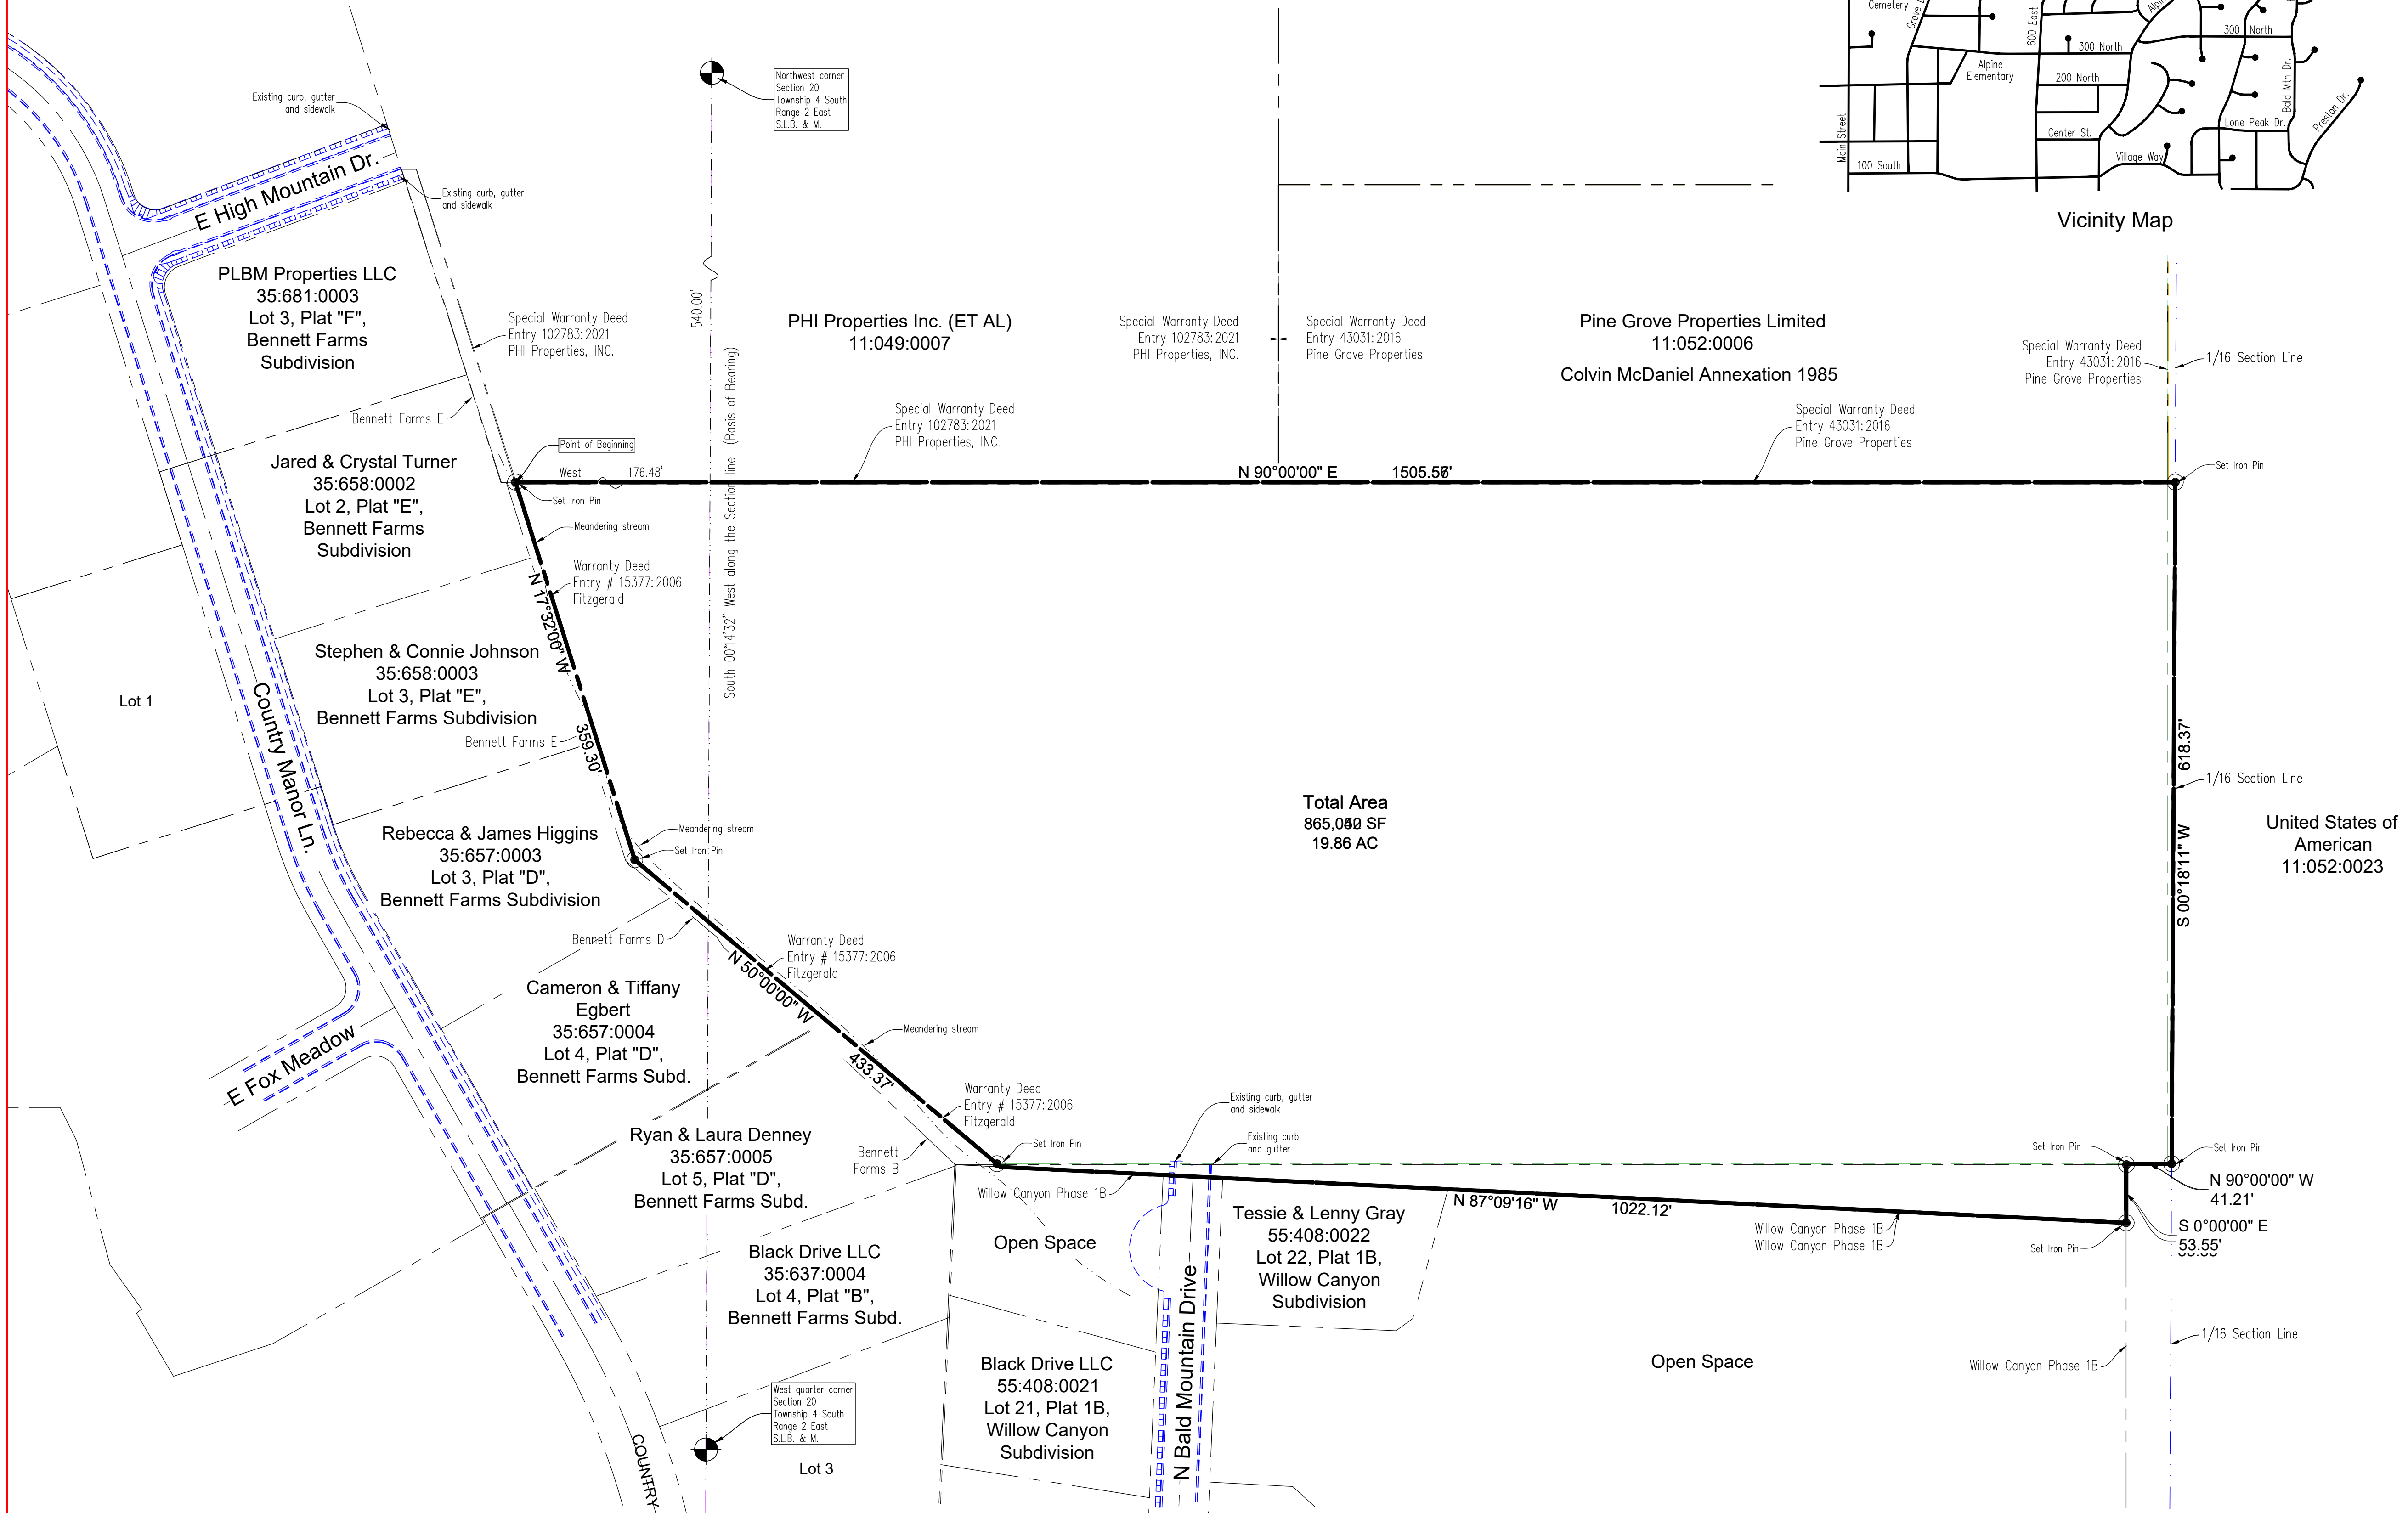 Cemetery
Grove
600 East
Alpin
300 North
300 North
Alpine
Elementary
200 North
Bald Mtn Dr.
Preston Dr.
Main Street
Center St.
Lone Peak Dr.
Village Way
100 South
Vicinity Map
Northwest corner
Section 20
Township 4 South
Range 2 East
S.L.B. & M.
Existing curb, gutter
and sidewalk
E High Mountain Dr.
Existing curb, gutter
and sidewalk
PLBM Properties LLC
35:681:0003
Lot 3, Plat "F",
Bennett Farms
Subdivision
Special Warranty Deed
Entry 102783:2021
PHI Properties, INC.
540.00'
PHI Properties Inc. (ET AL)
11:049:0007
Special Warranty Deed
Entry 102783:2021
PHI Properties, INC.
Special Warranty Deed
Entry 43031:2016
Pine Grove Properties
Pine Grove Properties Limited
11:052:0006
Colvin McDaniel Annexation 1985
Special Warranty Deed
Entry 43031:2016
Pine Grove Properties
1/16 Section Line
Bennett Farms E
Special Warranty Deed
Entry 102783:2021
PHI Properties, INC.
Special Warranty Deed
Entry 43031:2016
Pine Grove Properties
Point of Beginning
West 176.48'
N 90°00'00" E 1505.56'
Set Iron Pin
Set Iron Pin
Jared & Crystal Turner
35:658:0002
Lot 2, Plat "E",
Bennett Farms
Subdivision
Meandering stream
South 00°14'32" West along the Section line (Basis of Bearing)
Warranty Deed
Entry # 15377:2006
Fitzgerald
N 17°32'00" W
359.30'
Stephen & Connie Johnson
35:658:0003
Lot 3, Plat "E",
Bennett Farms Subdivision
Bennett Farms E
Lot 1
Country Manor Ln.
618.37'
1/16 Section Line
S 00°18'11" W
Total Area
SF
19.86 AC
United States of
American
11:052:0023
Rebecca & James Higgins
35:657:0003
Lot 3, Plat "D",
Bennett Farms Subdivision
Meandering stream
Set Iron Pin
Bennett Farms D
Warranty Deed
Entry # 15377:2006
Fitzgerald
N 50°00'00" W
433.37'
Cameron & Tiffany
Egbert
35:657:0004
Lot 4, Plat "D",
Bennett Farms Subd.
Meandering stream
E Fox Meadow
Warranty Deed
Entry # 15377:2006
Fitzgerald
Ryan & Laura Denney
35:657:0005
Lot 5, Plat "D",
Bennett Farms Subd.
Bennett
Farms B
Set Iron Pin
Existing curb, gutter
and sidewalk
Existing curb
and gutter
Set Iron Pin
Set Iron Pin
N 90°00'00" W
41.21'
S 0°00'00" E
53.55'
Willow Canyon Phase 1B
N 87°09'16" W 1022.12'
Willow Canyon Phase 1B
Willow Canyon Phase 1B
Set Iron Pin
Tessie & Lenny Gray
55:408:0022
Lot 22, Plat 1B,
Willow Canyon
Subdivision
Open Space
Black Drive LLC
35:637:0004
Lot 4, Plat "B",
Bennett Farms Subd.
N Bald Mountain Drive
1/16 Section Line
Open Space
Willow Canyon Phase 1B
Black Drive LLC
55:408:0021
Lot 21, Plat 1B,
Willow Canyon
Subdivision
West quarter corner
Section 20
Township 4 South
Range 2 East
S.L.B. & M.
Lot 3
COUNTRY